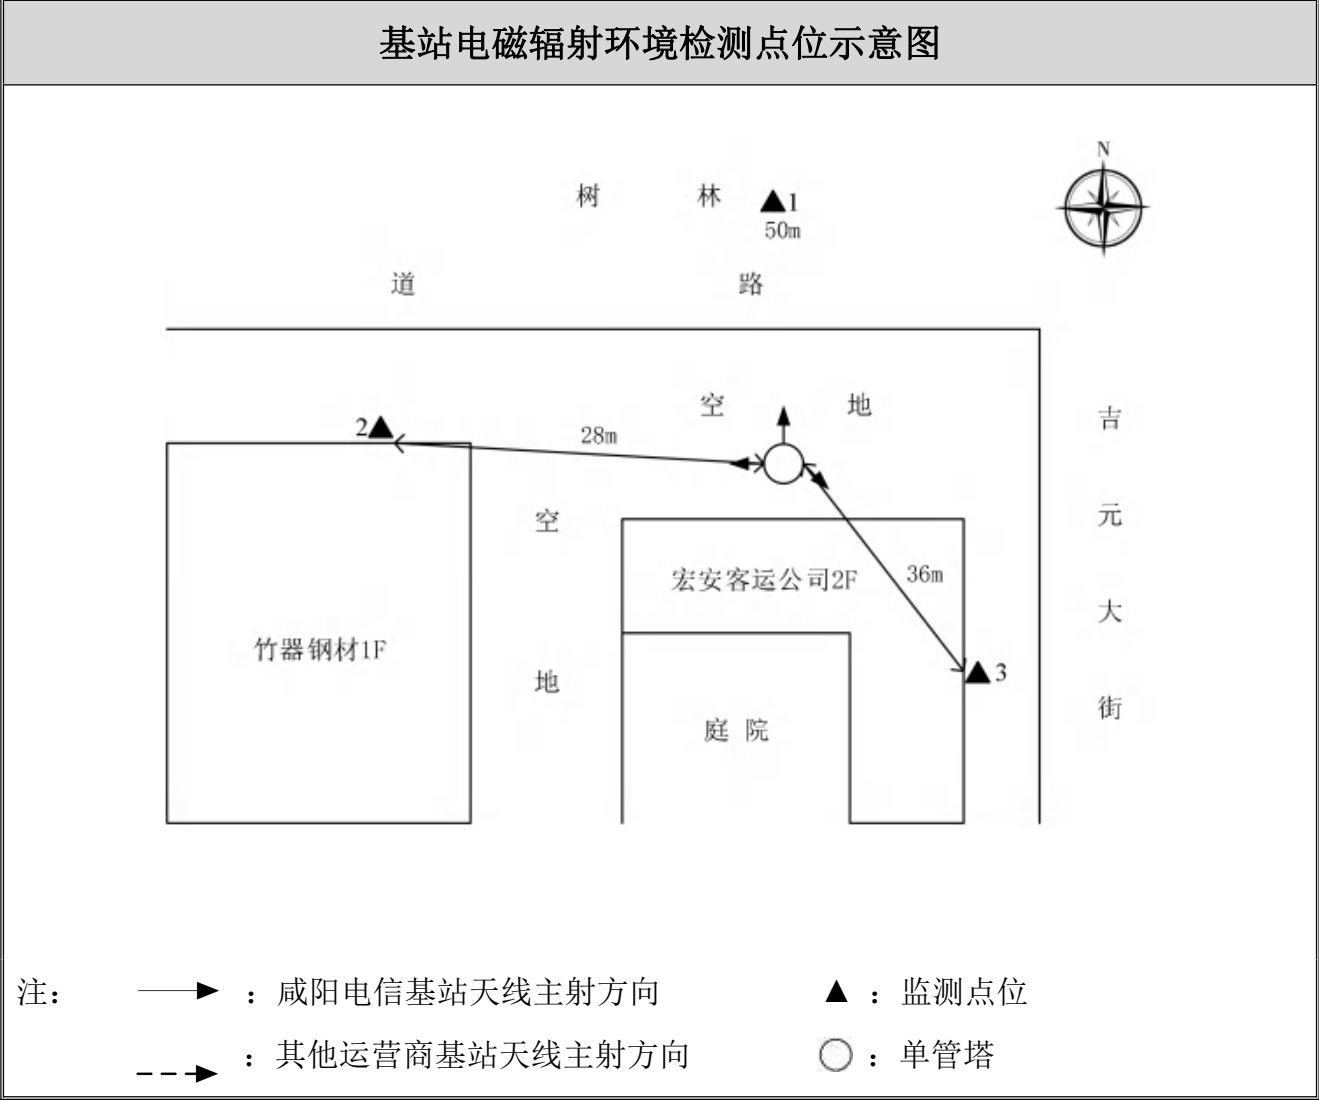 基站电磁辐射环境检测点位示意图
N
树 林 ▲1
50m
道 路
空 地
2▲
28m
吉元大街
空地
宏安客运公司2F
36m
竹器钢材1F
▲3
庭院
注： ：咸阳电信基站天线主射方向 ▲：监测点位
：其他运营商基站天线主射方向 ○：单管塔